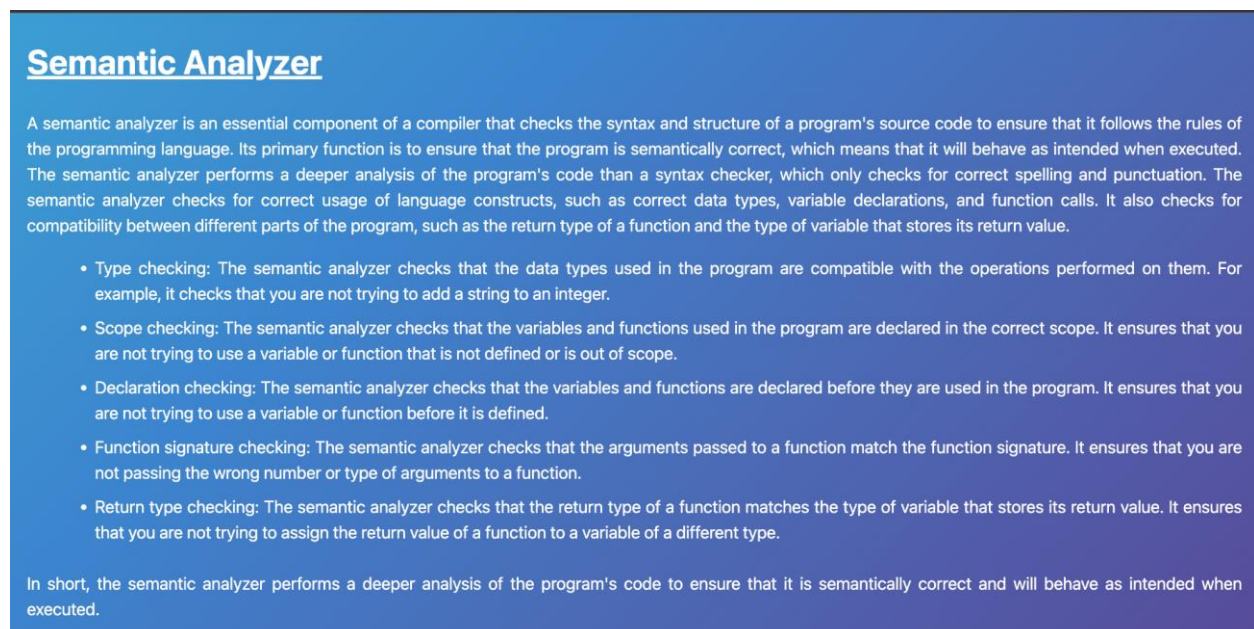 Semantic Analyzer
A semantic analyzer is an essential component of a compiler that checks the syntax and structure of a program's source code to ensure that it follows the rules of
the programming language. Its primary function is to ensure that the program is semantically correct, which means that it will behave as intended when executed.
The semantic analyzer performs a deeper analysis of the program's code than a syntax checker, which only checks for correct spelling and punctuation. The
semantic analyzer checks for correct usage of language constructs, such as correct data types, variable declarations, and function calls. It also checks for
compatibility between different parts of the program, such as the return type of a function and the type of variable that stores its return value.
• Type checking: The semantic analyzer checks that the data types used in the program are compatible with the operations performed on them. For
example, it checks that you are not trying to add a string to an integer.
• Scope checking: The semantic analyzer checks that the variables and functions used in the program are declared in the correct scope. It ensures that you
are not trying to use a variable or function that is not defined or is out of scope.
• Declaration checking: The semantic analyzer checks that the variables and functions are declared before they are used in the program. It ensures that you
are not trying to use a variable or function before it is defined.
• Function signature checking: The semantic analyzer checks that the arguments passed to a function match the function signature. It ensures that you are
not passing the wrong number or type of arguments to a function.
• Return type checking: The semantic analyzer checks that the return type of a function matches the type of variable that stores its return value. It ensures
that you are not trying to assign the return value of a function to a variable of a different type.
In short, the semantic analyzer performs a deeper analysis of the program's code to ensure that it is semantically correct and will behave as intended when
executed.